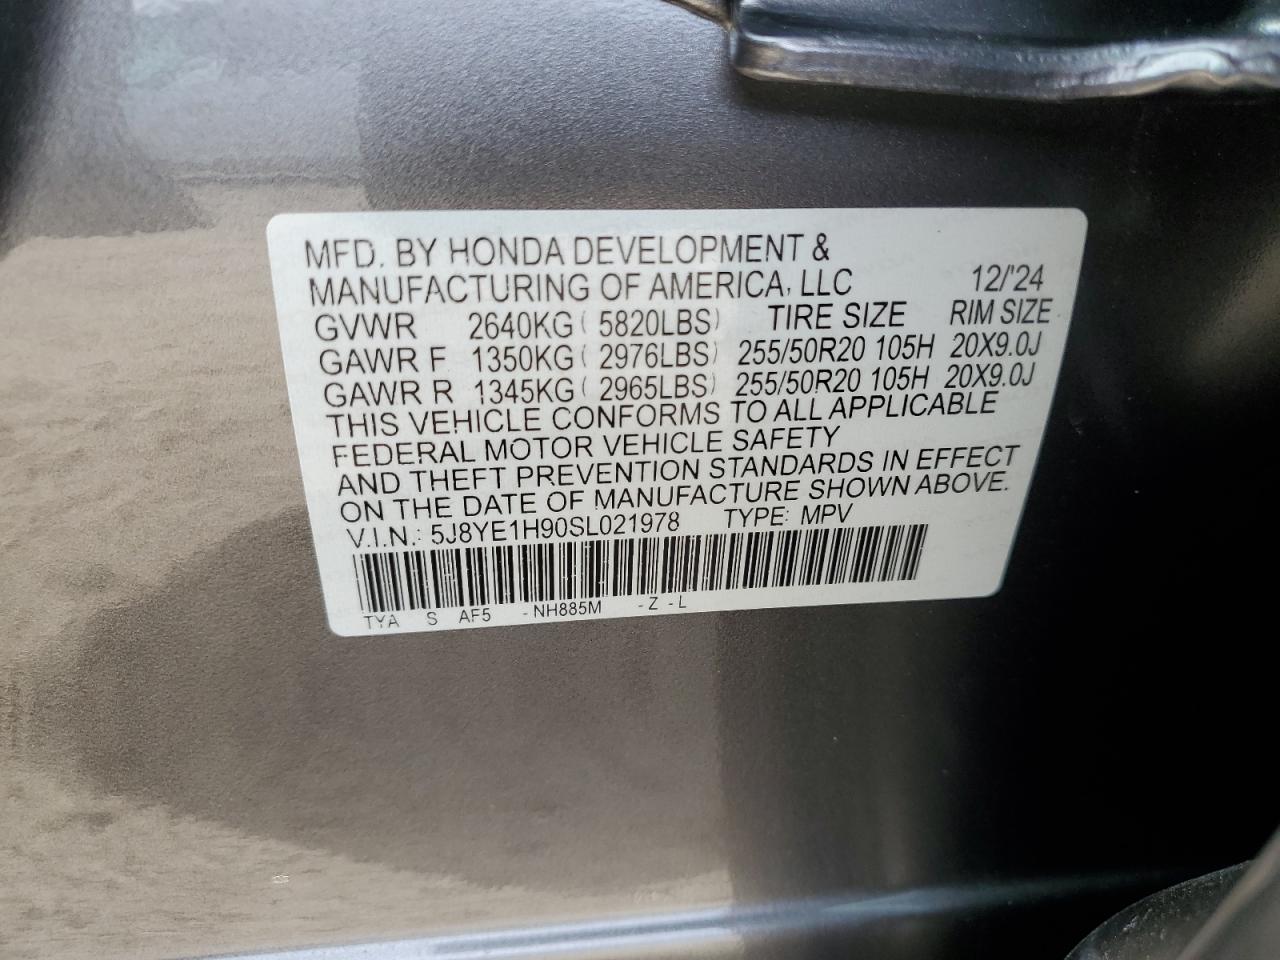 MFD. BY HONDA DEVELOPMENT &
MANUFACTURING OF AMERICA, LLC 12/'24
GVWR 2640KG ( 5820LBS) TIRE SIZE RIM SIZE
GAWR F 1350KG ( 2976LBS) 255/50R20 105H 20X9.0J
GAWR R 1345KG ( 2965LBS) 255/50R20 105H 20X9.0J
THIS VEHICLE CONFORMS TO ALL APPLICABLE
FEDERAL MOTOR VEHICLE SAFETY
AND THEFT PREVENTION STANDARDS IN EFFECT
ON THE DATE OF MANUFACTURE SHOWN ABOVE.
V.I.N.: 5J8YE1H90SL021978 TYPE: MPV
TYA S AF5 -NH885M -Z -L